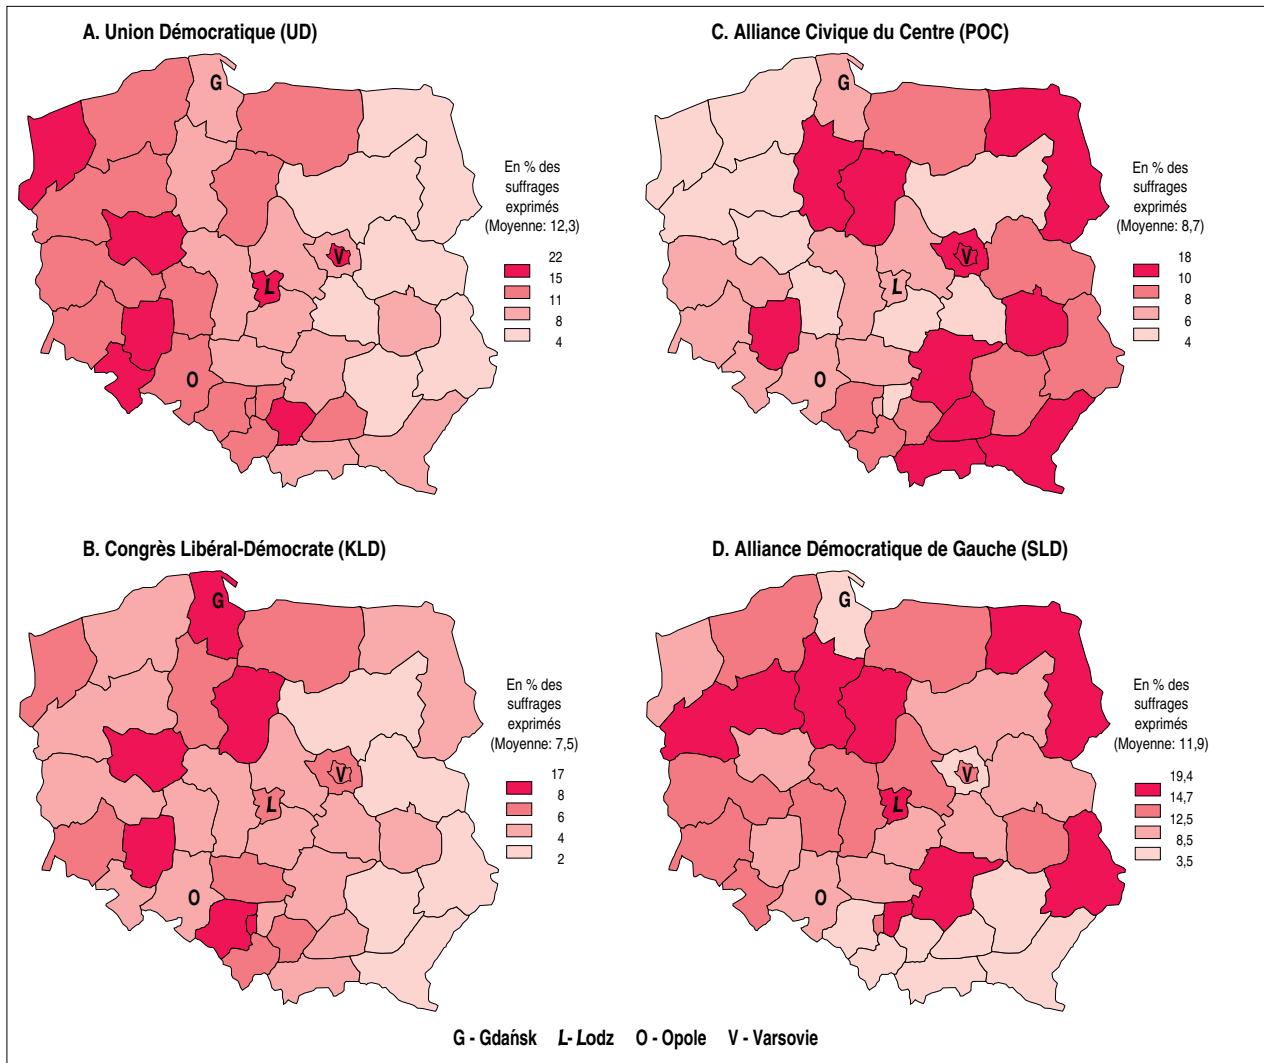 A. Union Démocratique (UD)
G
V
L
O
En % des
suffrages
exprimés
(Moyenne: 12,3)
22
15
11
8
4
C. Alliance Civique du Centre (POC)
G
V
L
O
En % des
suffrages
exprimés
(Moyenne: 8,7)
18
10
8
6
4
B. Congrès Libéral-Démocrate (KLD)
G
V
L
O
En % des
suffrages
exprimés
(Moyenne: 7,5)
17
8
6
4
2
D. Alliance Démocratique de Gauche (SLD)
G
V
L
O
En % des
suffrages
exprimés
(Moyenne: 11,9)
19,4
14,7
12,5
8,5
3,5
G - Gdańsk L- Lodz O - Opole V - Varsovie